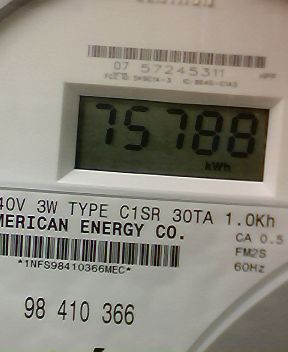 07 57245311
75788
kWh
40V 3W TYPE C1SR 30TA 1.0Kh
MERICAN ENERGY CO.
CA 0.5
FM2S
60Hz
*1NFS98410366MEC*
98 410 366